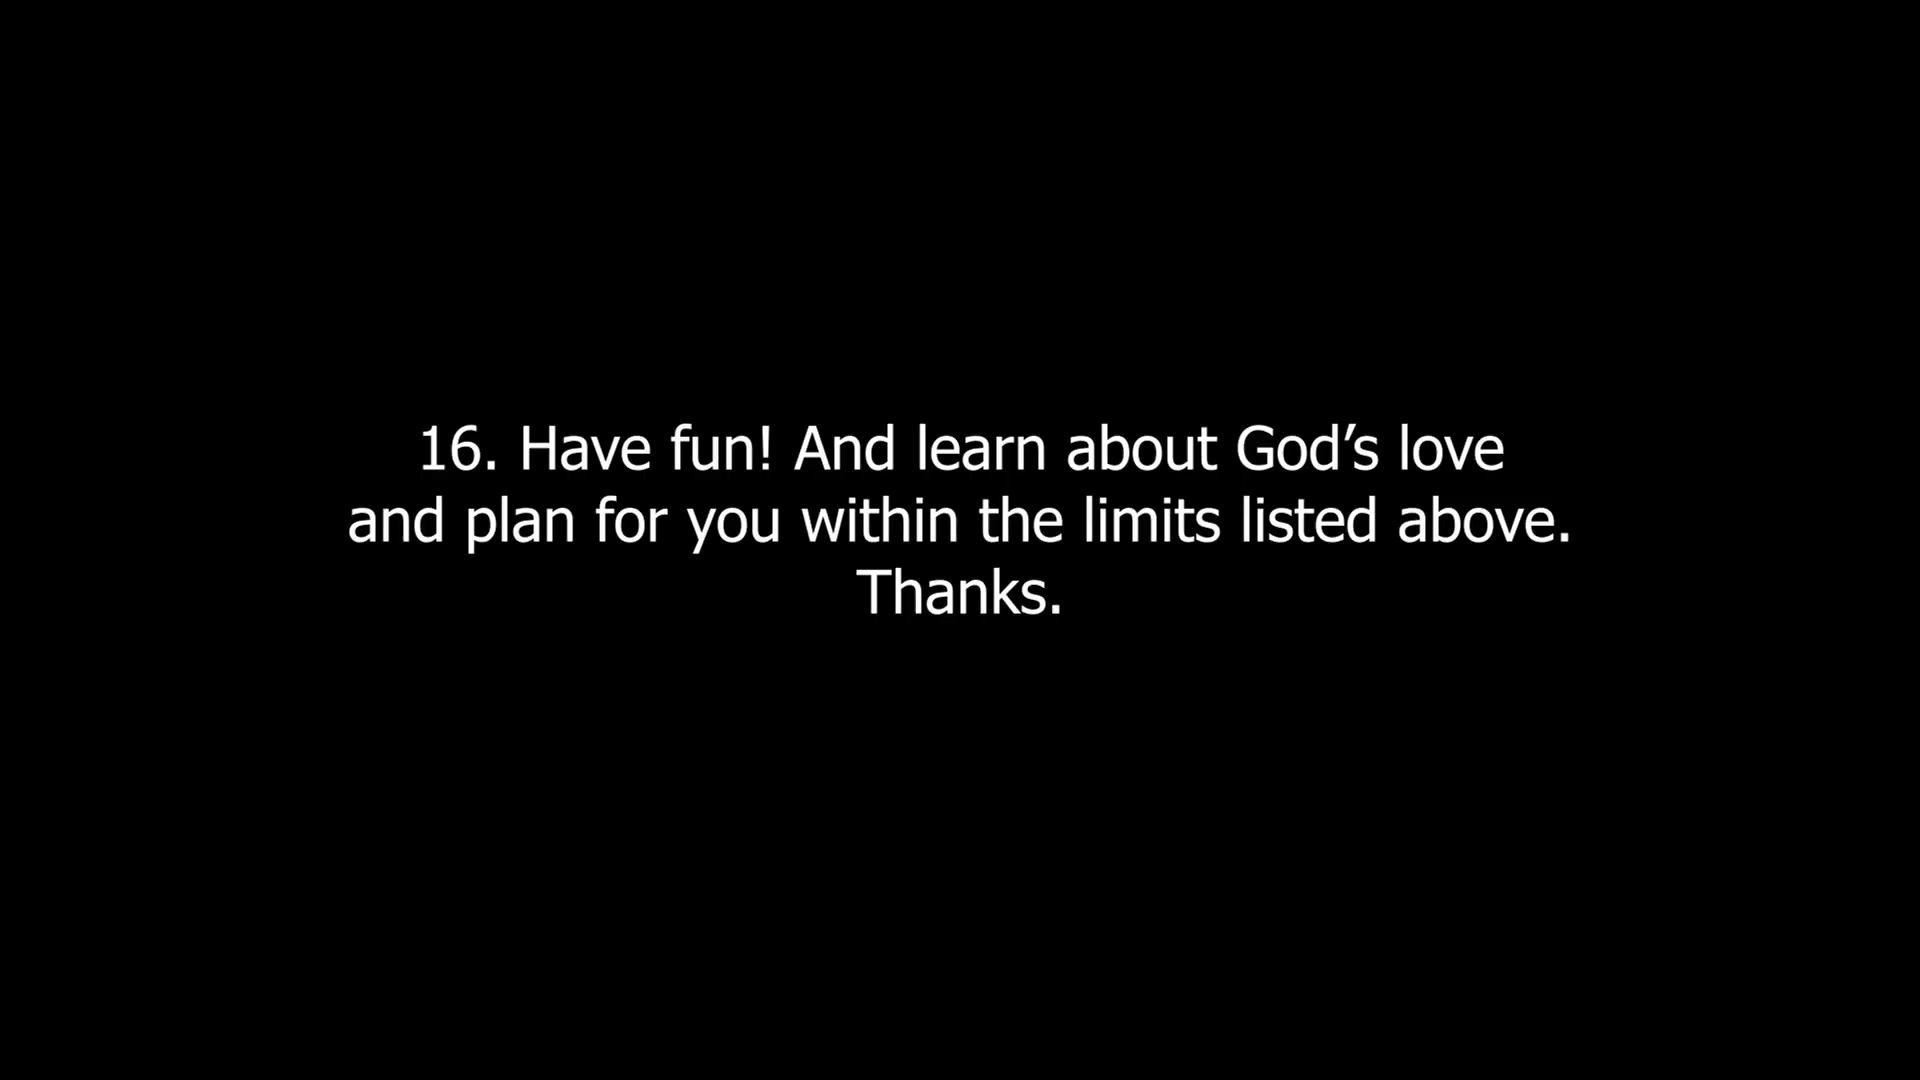 16. Have fun! And learn about God’s love
and plan for you within the limits listed above.
Thanks.